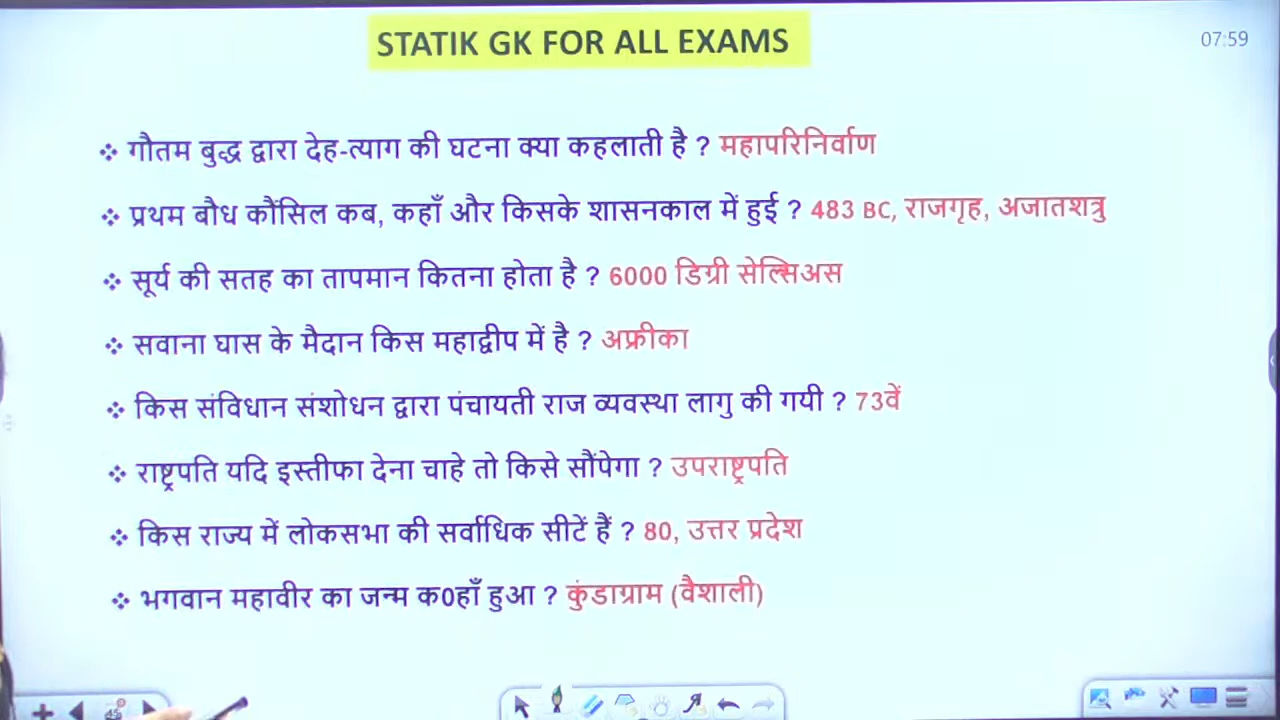 STATIK GK FOR ALL EXAMS
07:59
❖ गौतम बुद्ध द्वारा देह-त्याग की घटना क्या कहलाती है ? महापरिनिर्वाण
❖ प्रथम बौध कौंसिल कब, कहाँ और किसके शासनकाल में हुई ? 483 BC, राजगृह, अजातशत्रु
❖ सूर्य की सतह का तापमान कितना होता है ? 6000 डिग्री सेल्सिअस
❖ सवाना घास के मैदान किस महाद्वीप में है ? अफ्रीका
❖ किस संविधान संशोधन द्वारा पंचायती राज व्यवस्था लागु की गयी ? 73वें
❖ राष्ट्रपति यदि इस्तीफा देना चाहे तो किसे सौंपेगा ? उपराष्ट्रपति
❖ किस राज्य में लोकसभा की सर्वाधिक सीटें हैं ? 80, उत्तर प्रदेश
❖ भगवान महावीर का जन्म क0हाँ हुआ ? कुंडाग्राम (वैशाली)